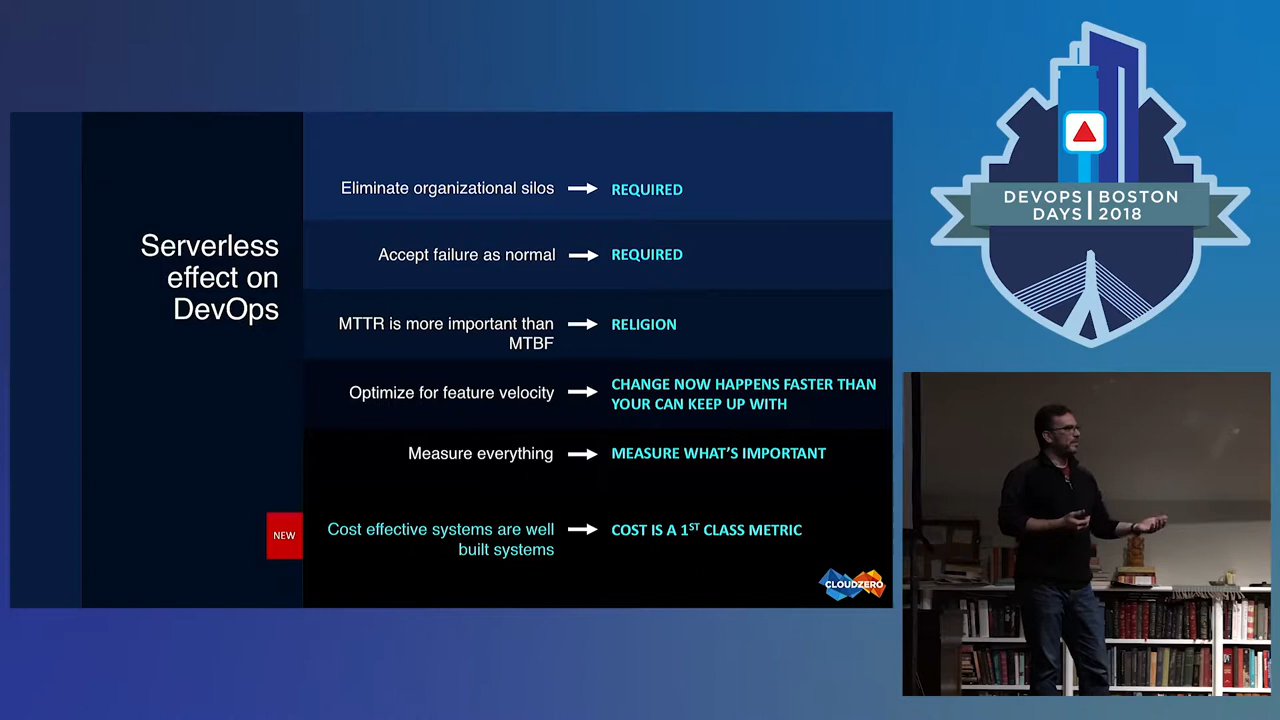 Serverless
effect on
DevOps
Eliminate organizational silos
REQUIRED
Accept failure as normal
REQUIRED
MTTR is more important than
MTBF
RELIGION
Optimize for feature velocity
CHANGE NOW HAPPENS FASTER THAN
YOUR CAN KEEP UP WITH
Measure everything
MEASURE WHAT'S IMPORTANT
NEW
Cost effective systems are well
built systems
COST IS A 1ST CLASS METRIC
CLOUDZERO
DEVOPS
DAYS
BOSTON
2018